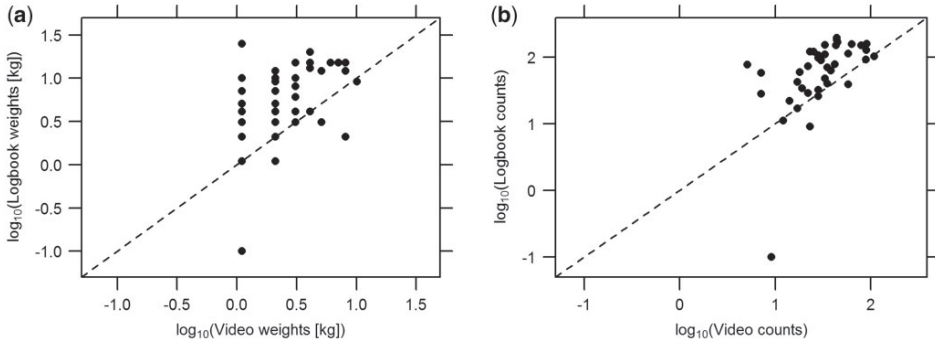 (a)
log10(Logbook weights [kg])
1.5
1.0
0.5
0.0
-0.5
-1.0
-1.0 -0.5 0.0 0.5 1.0 1.5
log10(Video weights [kg])
(b)
log10(Logbook counts)
2
1
0
-1
-1 0 1 2
log10(Video counts)